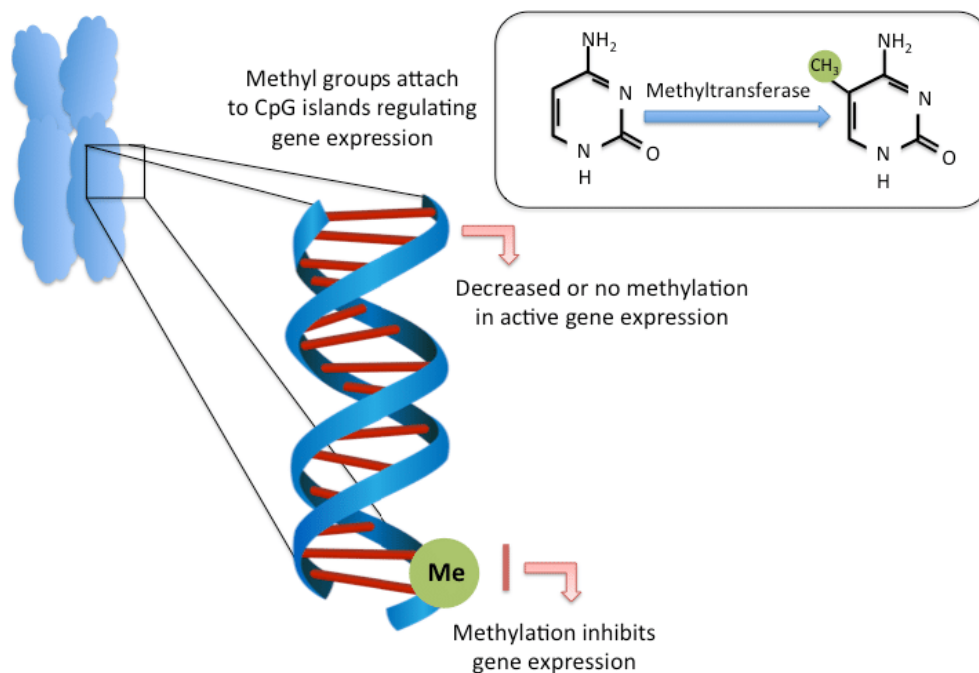 Methyl groups attach
to CpG islands regulating
gene expression
NH₂
N
O
N
H
Methyltransferase
CH₃
NH₂
N
O
N
H
Decreased or no methylation
in active gene expression
Me
Methylation inhibits
gene expression